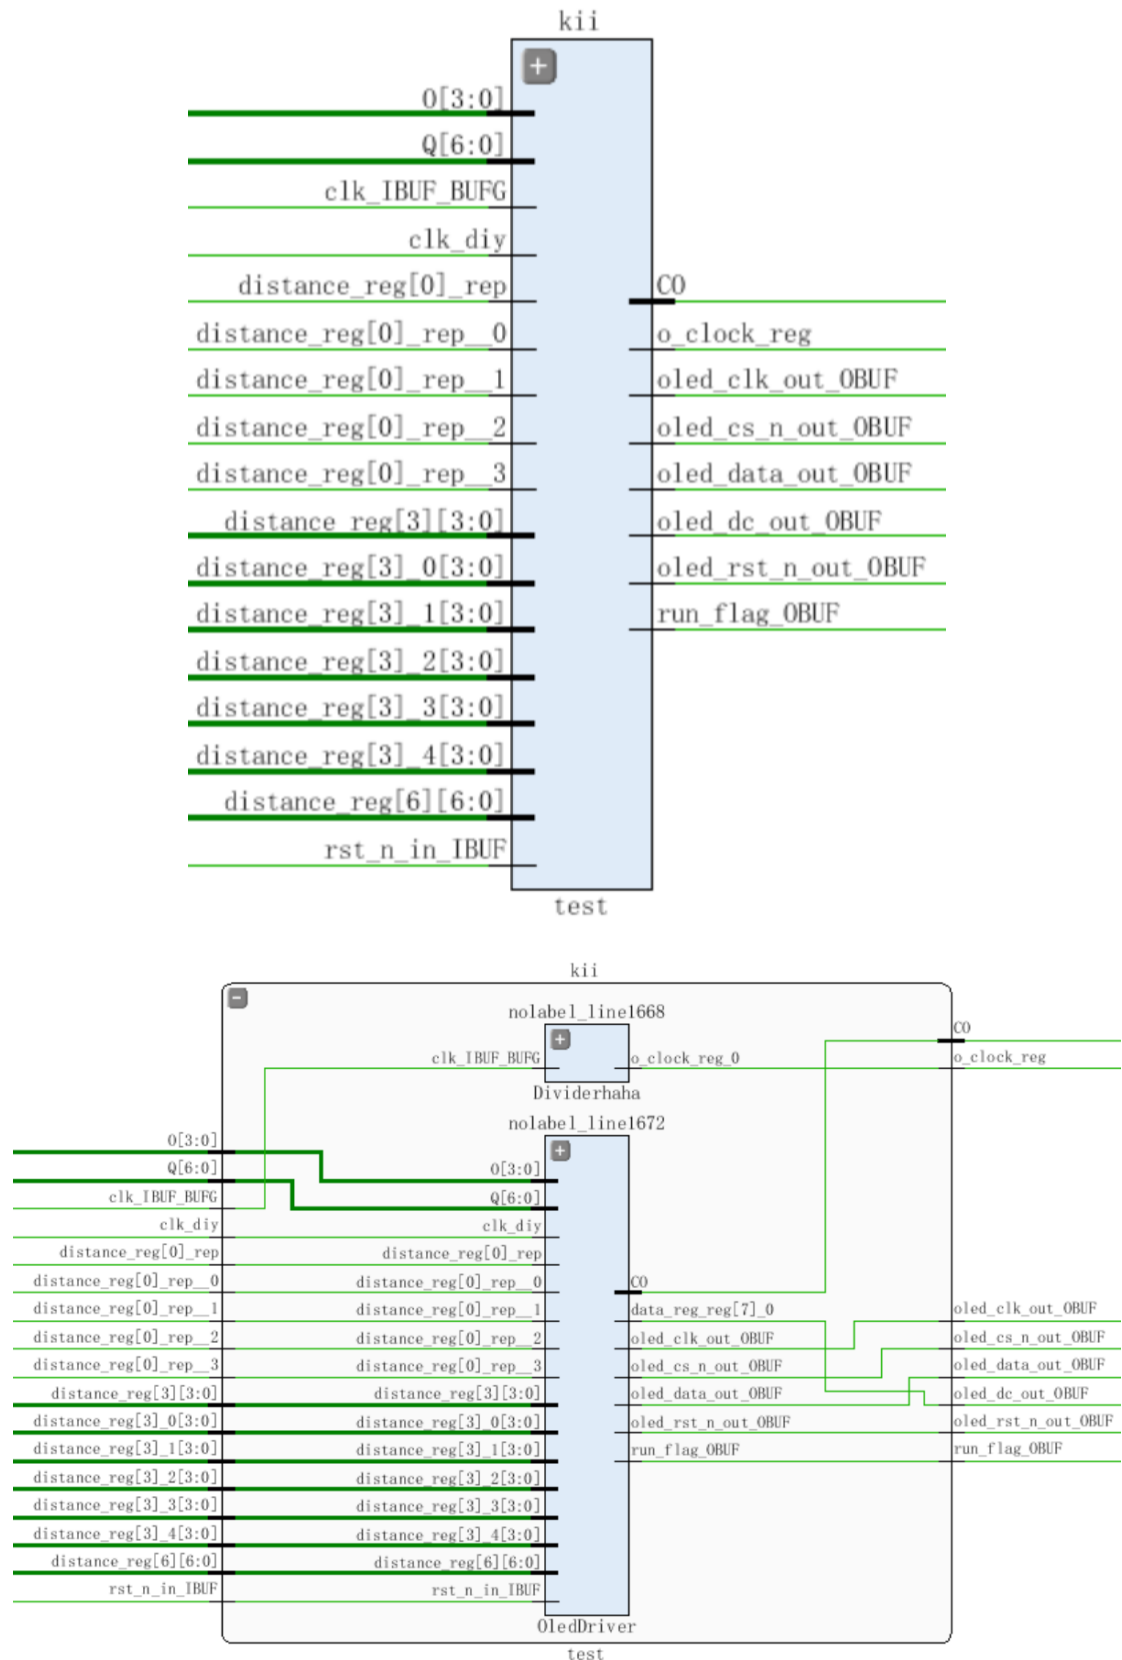 kii
O[3:0]
Q[6:0]
clk_IBUF_BUFG
clk_diy
distance_reg[0]_rep
distance_reg[0]_rep__0
distance_reg[0]_rep__1
distance_reg[0]_rep__2
distance_reg[0]_rep__3
distance_reg[3][3:0]
distance_reg[3]_0[3:0]
distance_reg[3]_1[3:0]
distance_reg[3]_2[3:0]
distance_reg[3]_3[3:0]
distance_reg[3]_4[3:0]
distance_reg[6][6:0]
rst_n_in_IBUF
CO
o_clock_reg
oled_clk_out_OBUF
oled_cs_n_out_OBUF
oled_data_out_OBUF
oled_dc_out_OBUF
oled_rst_n_out_OBUF
run_flag_OBUF
test
kii
nolabel_line1668
clk_IBUF_BUFG
o_clock_reg_0
Dividerhaha
nolabel_line1672
O[3:0]
Q[6:0]
clk_IBUF_BUFG
clk_diy
distance_reg[0]_rep
distance_reg[0]_rep__0
distance_reg[0]_rep__1
distance_reg[0]_rep__2
distance_reg[0]_rep__3
distance_reg[3][3:0]
distance_reg[3]_0[3:0]
distance_reg[3]_1[3:0]
distance_reg[3]_2[3:0]
distance_reg[3]_3[3:0]
distance_reg[3]_4[3:0]
distance_reg[6][6:0]
rst_n_in_IBUF
O[3:0]
Q[6:0]
clk_diy
distance_reg[0]_rep
distance_reg[0]_rep__0
distance_reg[0]_rep__1
distance_reg[0]_rep__2
distance_reg[0]_rep__3
distance_reg[3][3:0]
distance_reg[3]_0[3:0]
distance_reg[3]_1[3:0]
distance_reg[3]_2[3:0]
distance_reg[3]_3[3:0]
distance_reg[3]_4[3:0]
distance_reg[6][6:0]
rst_n_in_IBUF
CO
data_reg_reg[7]_0
oled_clk_out_OBUF
oled_cs_n_out_OBUF
oled_data_out_OBUF
oled_rst_n_out_OBUF
run_flag_OBUF
OledDriver
CO
o_clock_reg
oled_clk_out_OBUF
oled_cs_n_out_OBUF
oled_data_out_OBUF
oled_dc_out_OBUF
oled_rst_n_out_OBUF
run_flag_OBUF
test